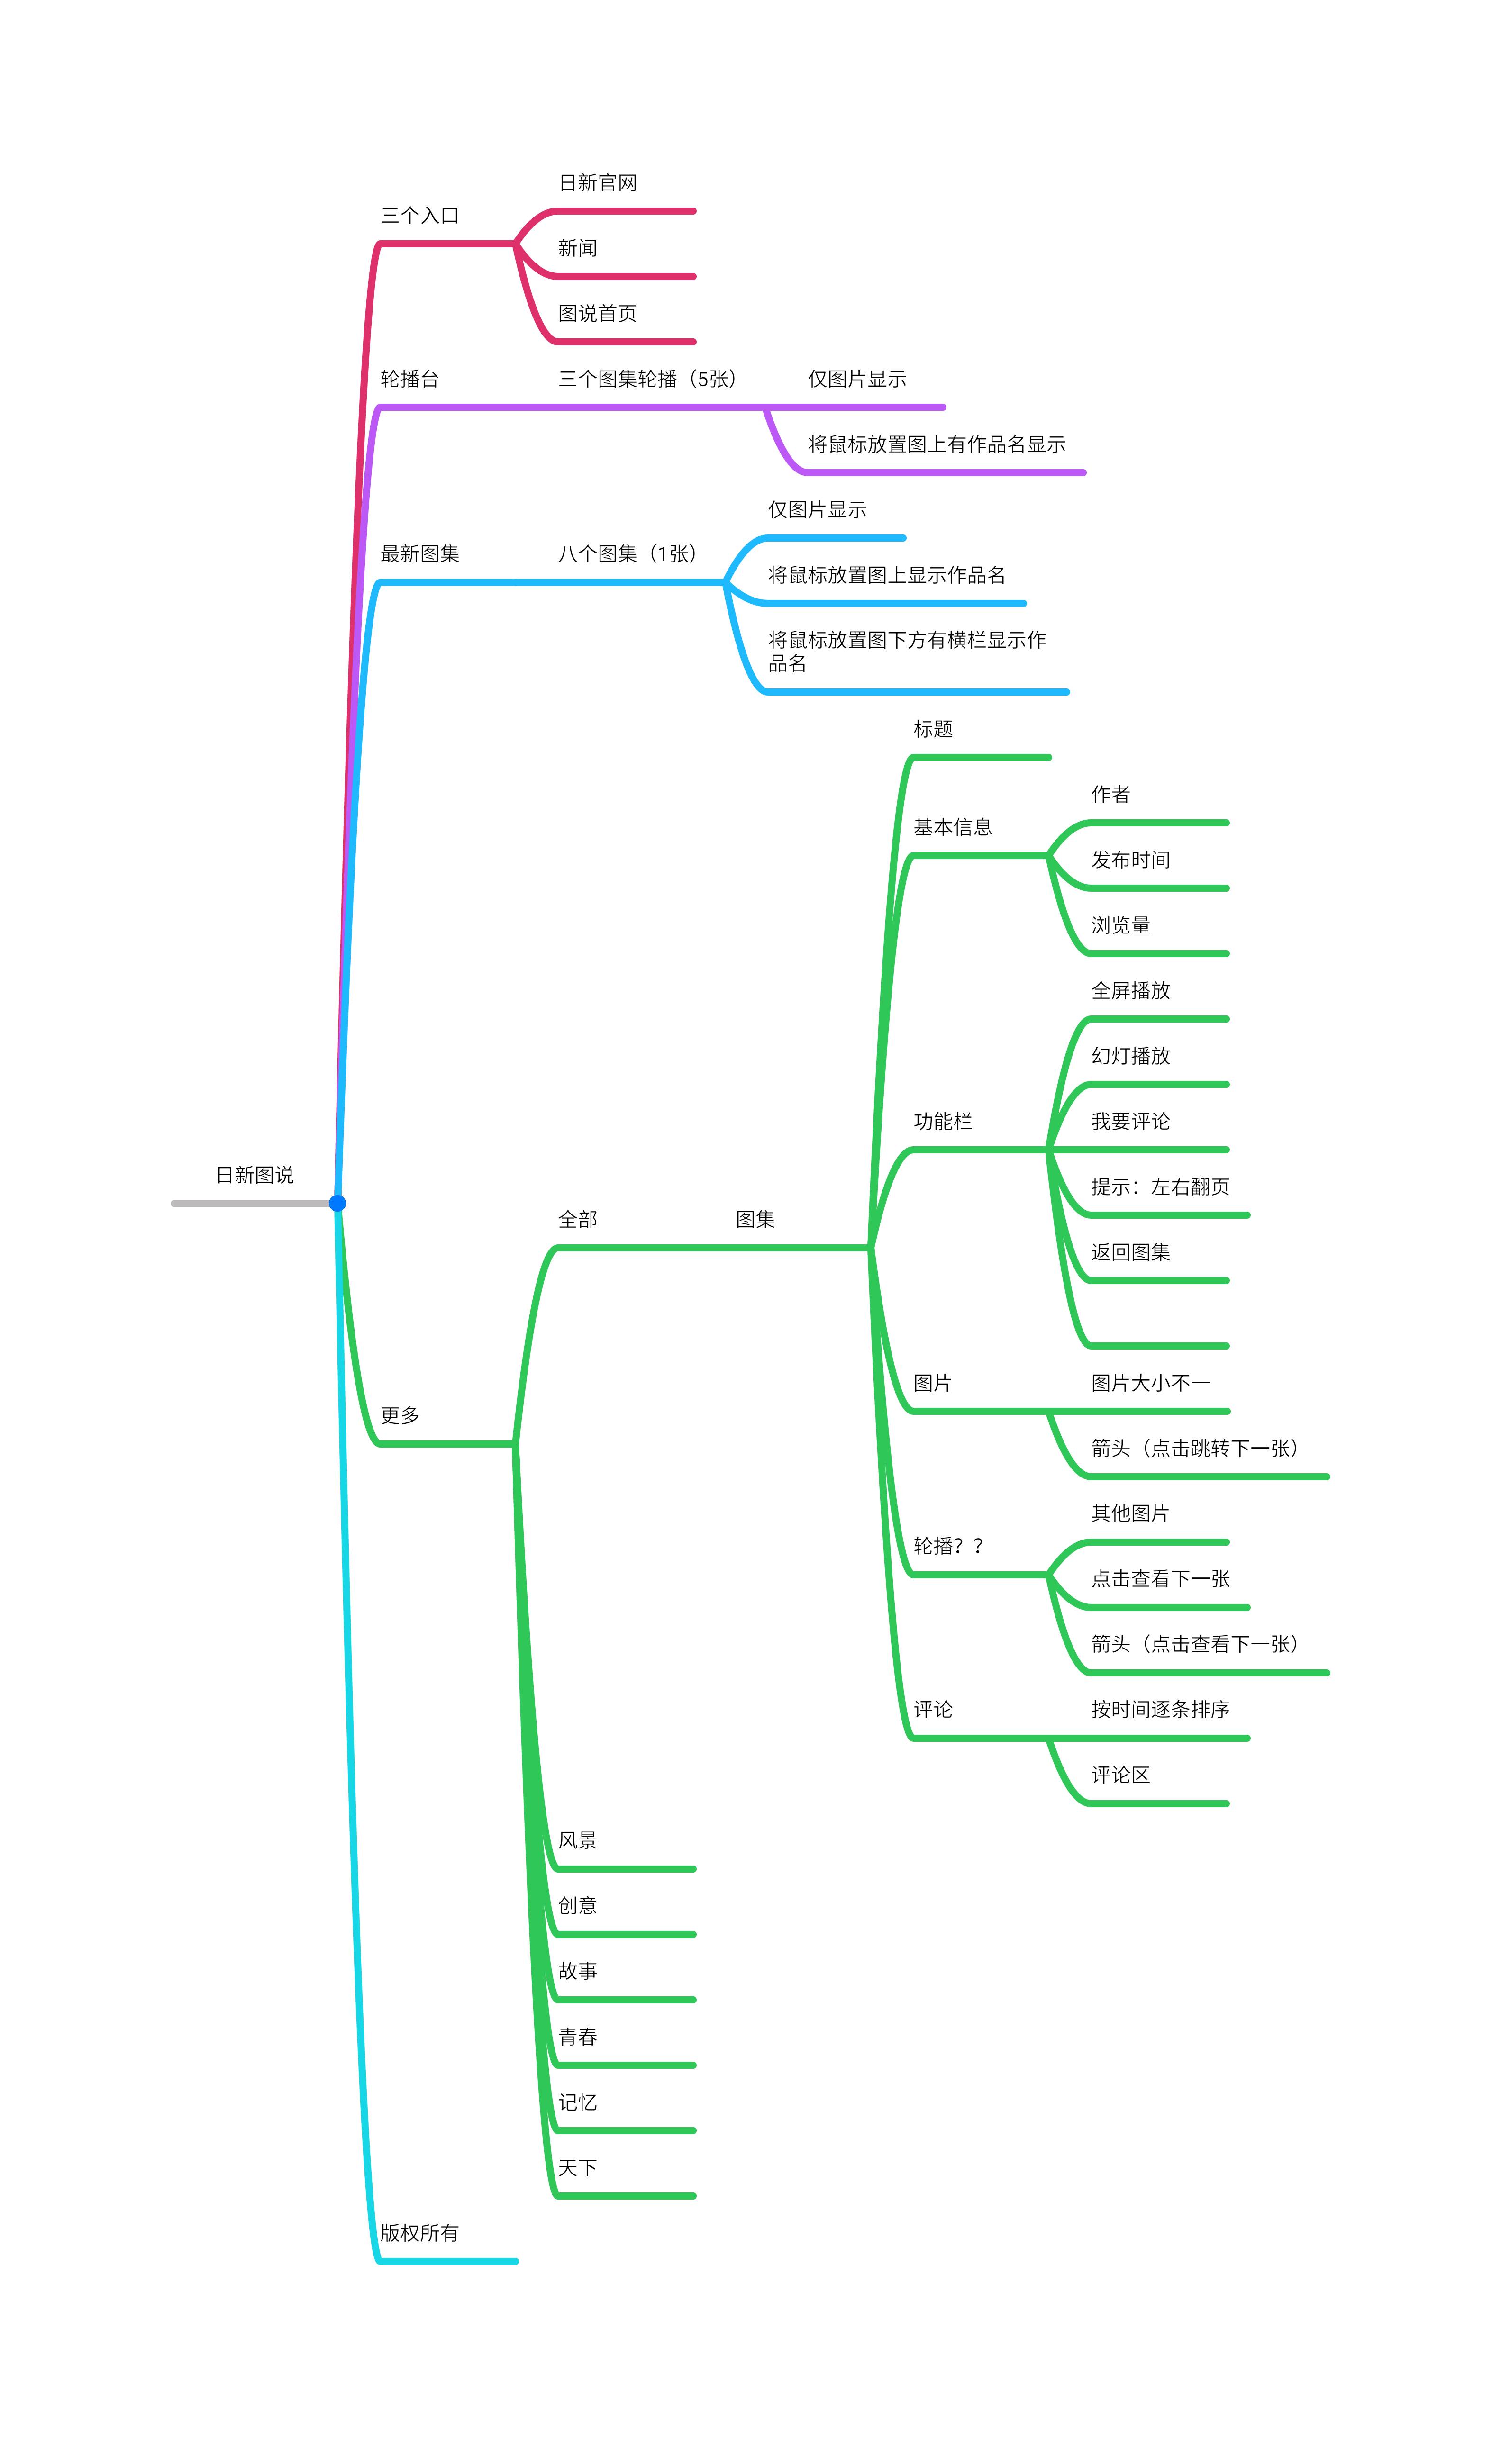 日新官网
三个入口
新闻
图说首页
轮播台
三个图集轮播（5张）
仅图片显示
将鼠标放置图上有作品名显示
仅图片显示
最新图集
八个图集（1张）
将鼠标放置图上显示作品名
将鼠标放置图下方有横栏显示作
品名
标题
作者
基本信息
发布时间
浏览量
全屏播放
幻灯播放
功能栏
我要评论
日新图说
提示：左右翻页
全部
图集
返回图集
图片
图片大小不一
更多
箭头（点击跳转下一张）
其他图片
轮播？？
点击查看下一张
箭头（点击查看下一张）
评论
按时间逐条排序
评论区
风景
创意
故事
青春
记忆
天下
版权所有